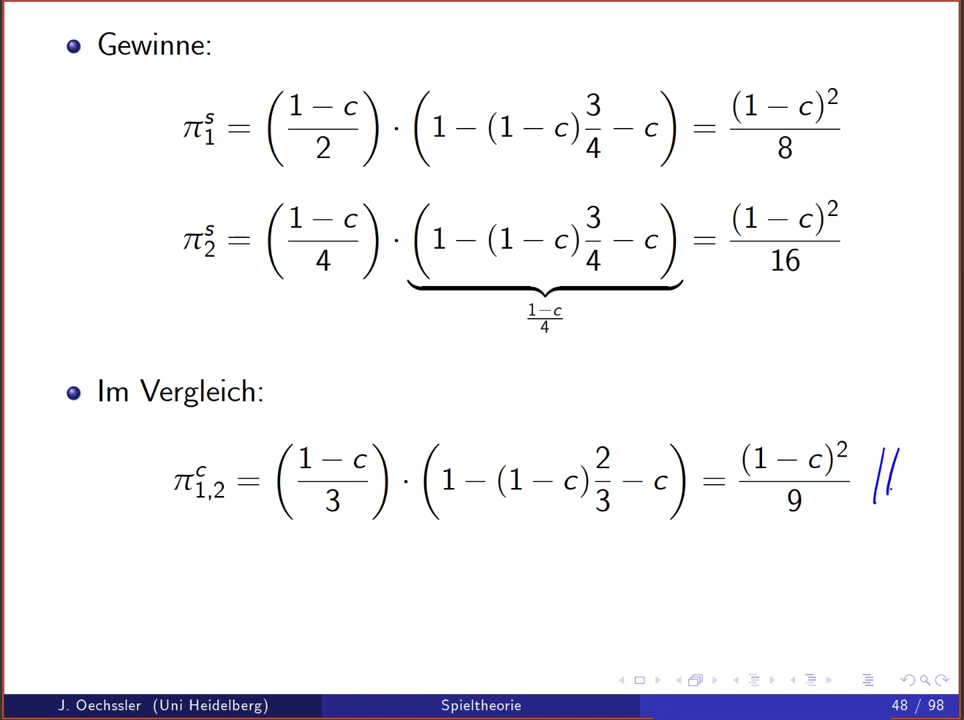 Gewinne:
π₁ˢ = ((1 − c)/2) · (1 − (1 − c)3/4 − c) = (1 − c)²/8
π₂ˢ = ((1 − c)/4) · (1 − (1 − c)3/4 − c) = (1 − c)²/16
(1−c)/4
Im Vergleich:
π₁,₂ᶜ = ((1 − c)/3) · (1 − (1 − c)2/3 − c) = (1 − c)²/9 //
J. Oechssler (Uni Heidelberg) Spieltheorie 48 / 98